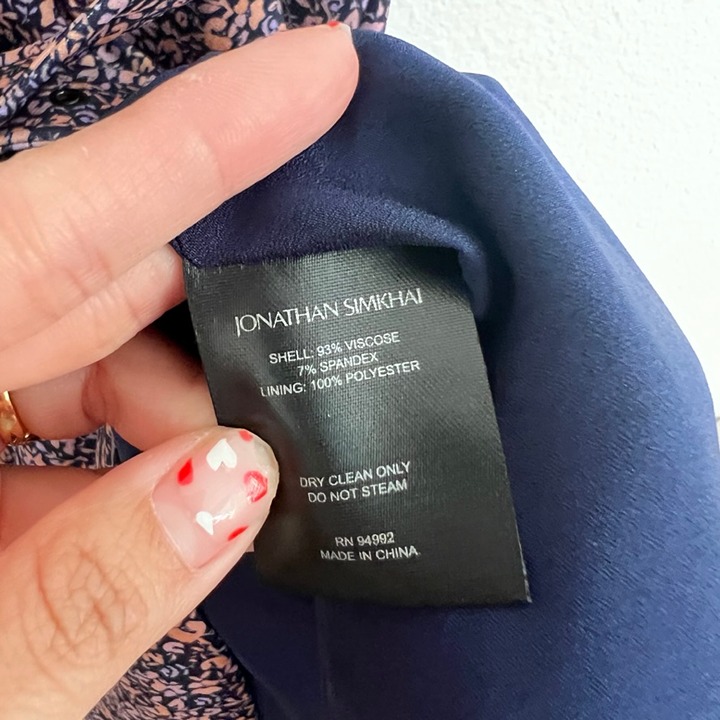 JONATHAN SIMKHAI
SHELL: 93% VISCOSE
7% SPANDEX
LINING: 100% POLYESTER
DRY CLEAN ONLY
DO NOT STEAM
RN 94992
MADE IN CHINA